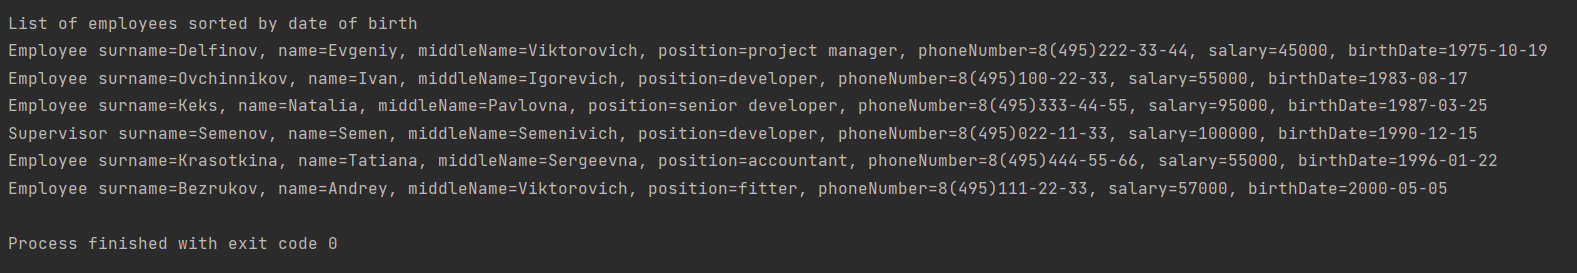 List of employees sorted by date of birth
Employee surname=Delfinov, name=Evgeniy, middleName=Viktorovich, position=project manager, phoneNumber=8(495)222-33-44, salary=45000, birthDate=1975-10-19
Employee surname=Ovchinnikov, name=Ivan, middleName=Igorevich, position=developer, phoneNumber=8(495)100-22-33, salary=55000, birthDate=1983-08-17
Employee surname=Keks, name=Natalia, middleName=Pavlovna, position=senior developer, phoneNumber=8(495)333-44-55, salary=95000, birthDate=1987-03-25
Supervisor surname=Semenov, name=Semen, middleName=Semenivich, position=developer, phoneNumber=8(495)022-11-33, salary=100000, birthDate=1990-12-15
Employee surname=Krasotkina, name=Tatiana, middleName=Sergeevna, position=accountant, phoneNumber=8(495)444-55-66, salary=55000, birthDate=1996-01-22
Employee surname=Bezrukov, name=Andrey, middleName=Viktorovich, position=fitter, phoneNumber=8(495)111-22-33, salary=57000, birthDate=2000-05-05
Process finished with exit code 0